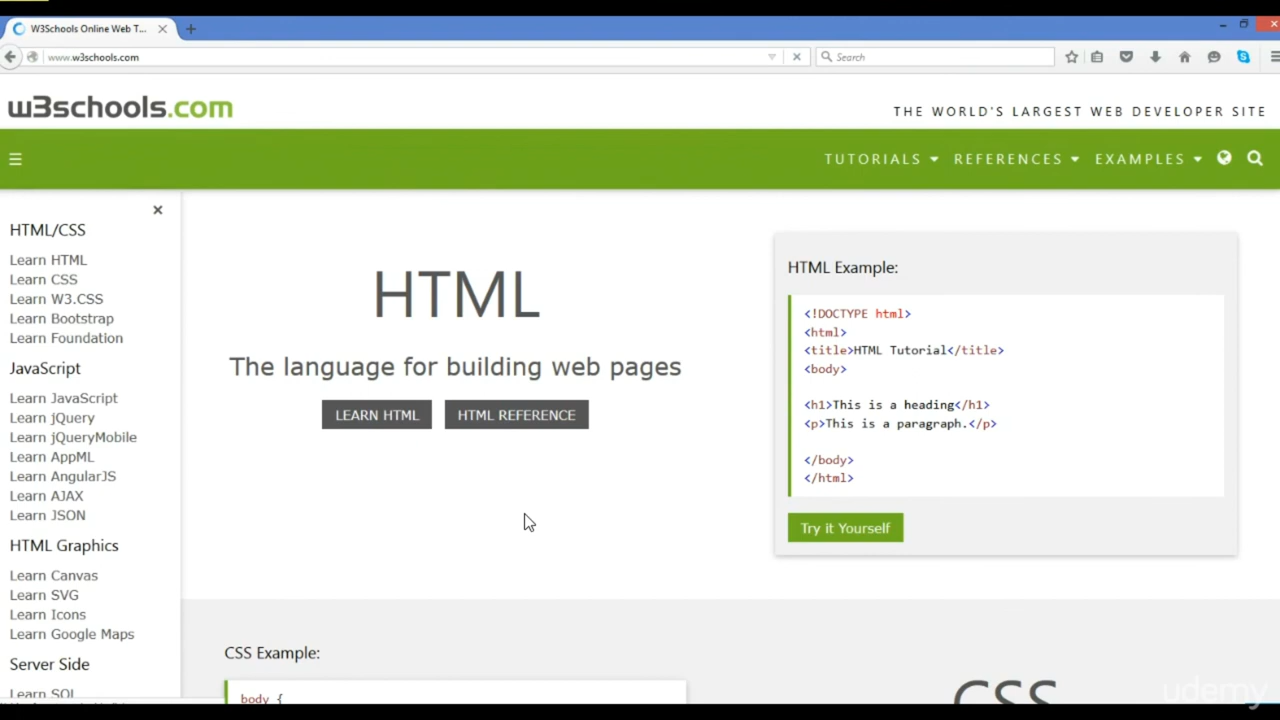 W3Schools Online Web T...
www.w3schools.com
Search
w3schools.com
THE WORLD'S LARGEST WEB DEVELOPER SITE
TUTORIALS
REFERENCES
EXAMPLES
HTML/CSS
Learn HTML
Learn CSS
Learn W3.CSS
Learn Bootstrap
Learn Foundation
JavaScript
Learn JavaScript
Learn jQuery
Learn jQueryMobile
Learn AppML
Learn AngularJS
Learn AJAX
Learn JSON
HTML Graphics
Learn Canvas
Learn SVG
Learn Icons
Learn Google Maps
Server Side
Learn SQL
HTML
The language for building web pages
LEARN HTML
HTML REFERENCE
HTML Example:
<!DOCTYPE html>
<html>
<title>HTML Tutorial</title>
<body>
<h1>This is a heading</h1>
<p>This is a paragraph.</p>
</body>
</html>
Try it Yourself
CSS Example:
body {
CSS
udemy